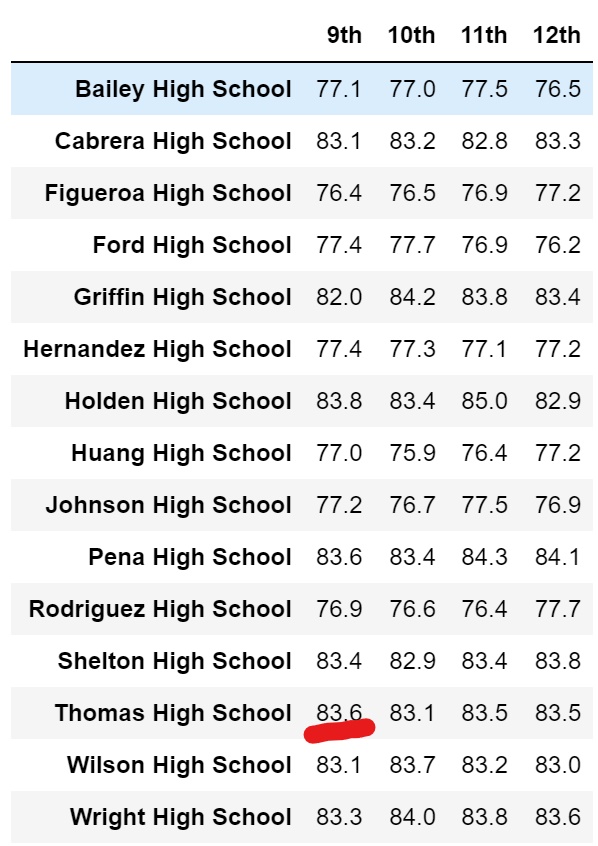 9th 10th 11th 12th
Bailey High School 77.1 77.0 77.5 76.5
Cabrera High School 83.1 83.2 82.8 83.3
Figueroa High School 76.4 76.5 76.9 77.2
Ford High School 77.4 77.7 76.9 76.2
Griffin High School 82.0 84.2 83.8 83.4
Hernandez High School 77.4 77.3 77.1 77.2
Holden High School 83.8 83.4 85.0 82.9
Huang High School 77.0 75.9 76.4 77.2
Johnson High School 77.2 76.7 77.5 76.9
Pena High School 83.6 83.4 84.3 84.1
Rodriguez High School 76.9 76.6 76.4 77.7
Shelton High School 83.4 82.9 83.4 83.8
Thomas High School 83.6 83.1 83.5 83.5
Wilson High School 83.1 83.7 83.2 83.0
Wright High School 83.3 84.0 83.8 83.6